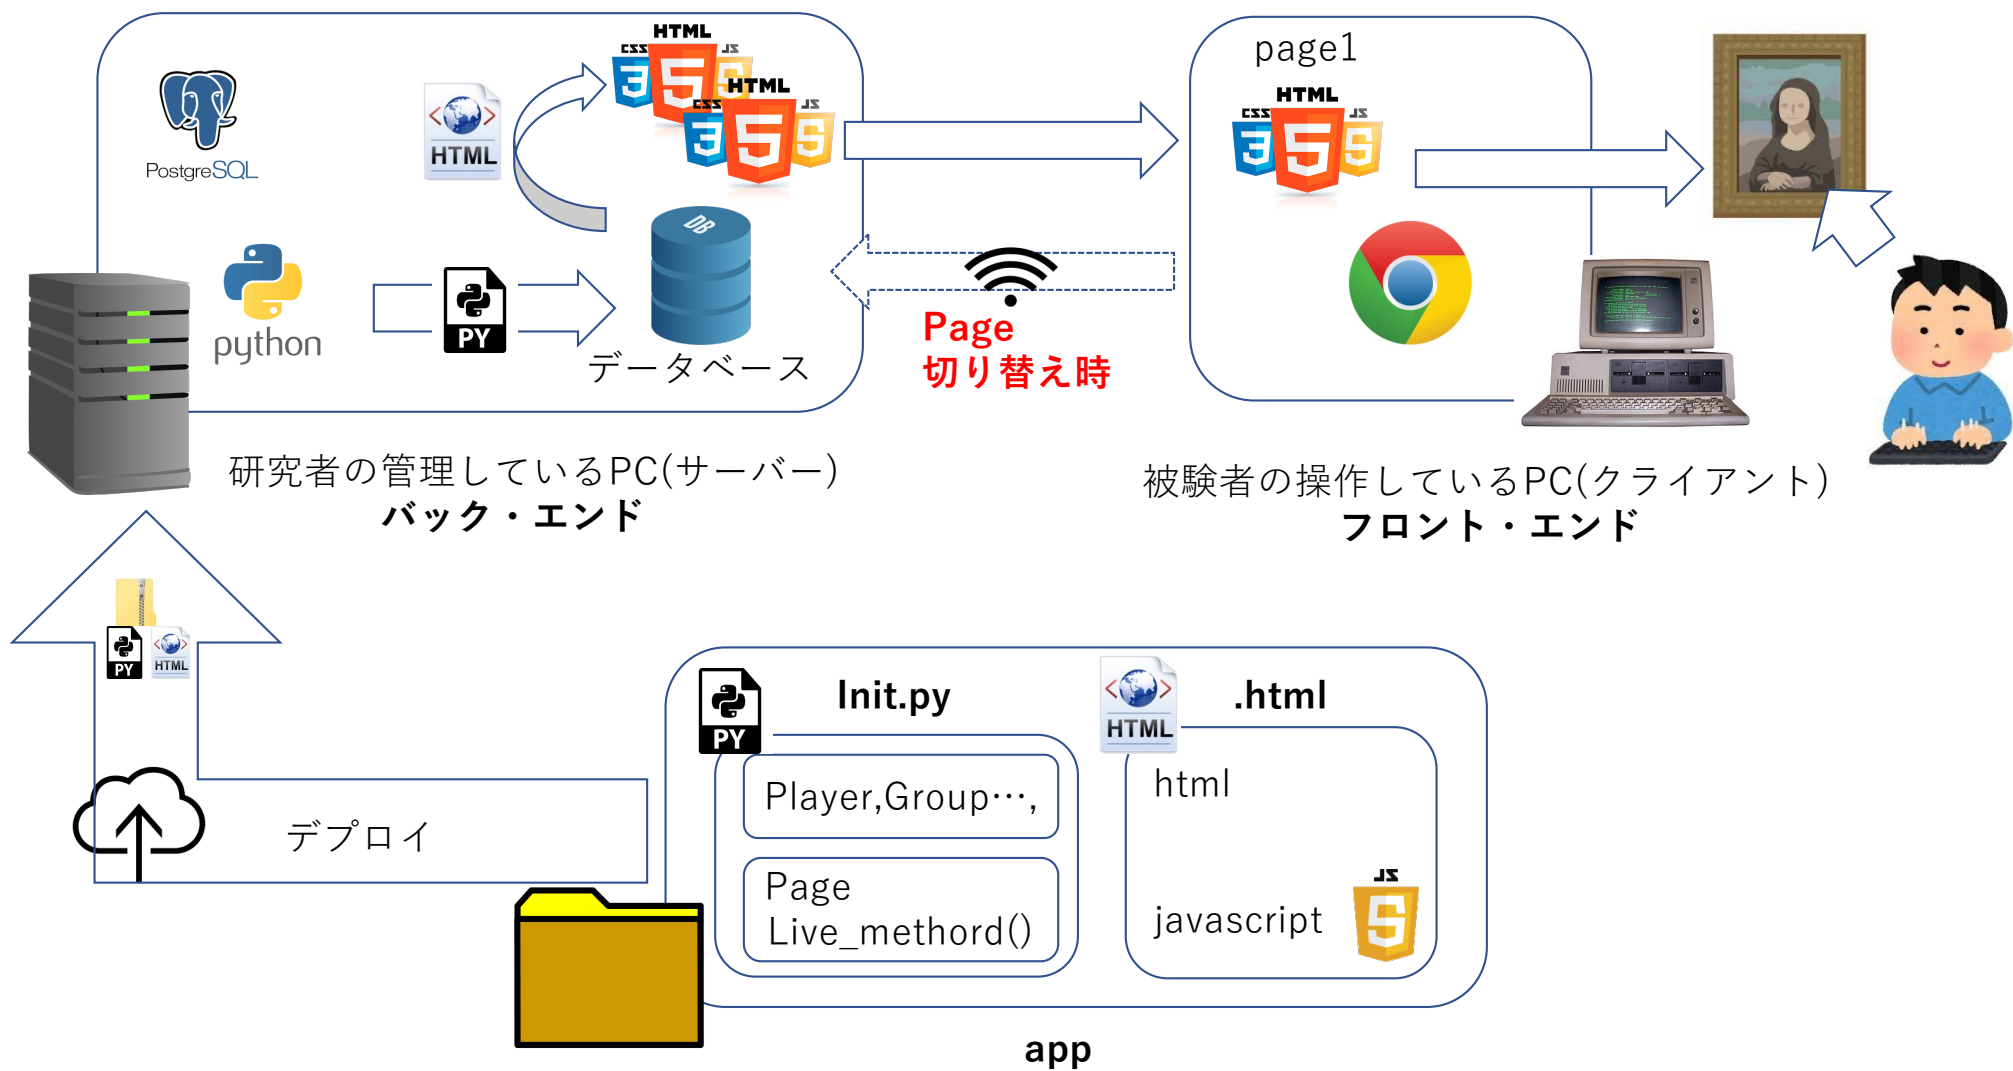 HTML
CSS
JS
HTML
CSS
JS
PostgreSQL
HTML
DB
python
PY
データベース
Page
切り替え時
page1
HTML
CSS
JS
研究者の管理しているPC(サーバー)
バック・エンド
被験者の操作しているPC(クライアント)
フロント・エンド
PY
HTML
デプロイ
PY
Init.py
Player,Group…,
Page
Live_methord()
HTML
.html
html
javascript
JS
app